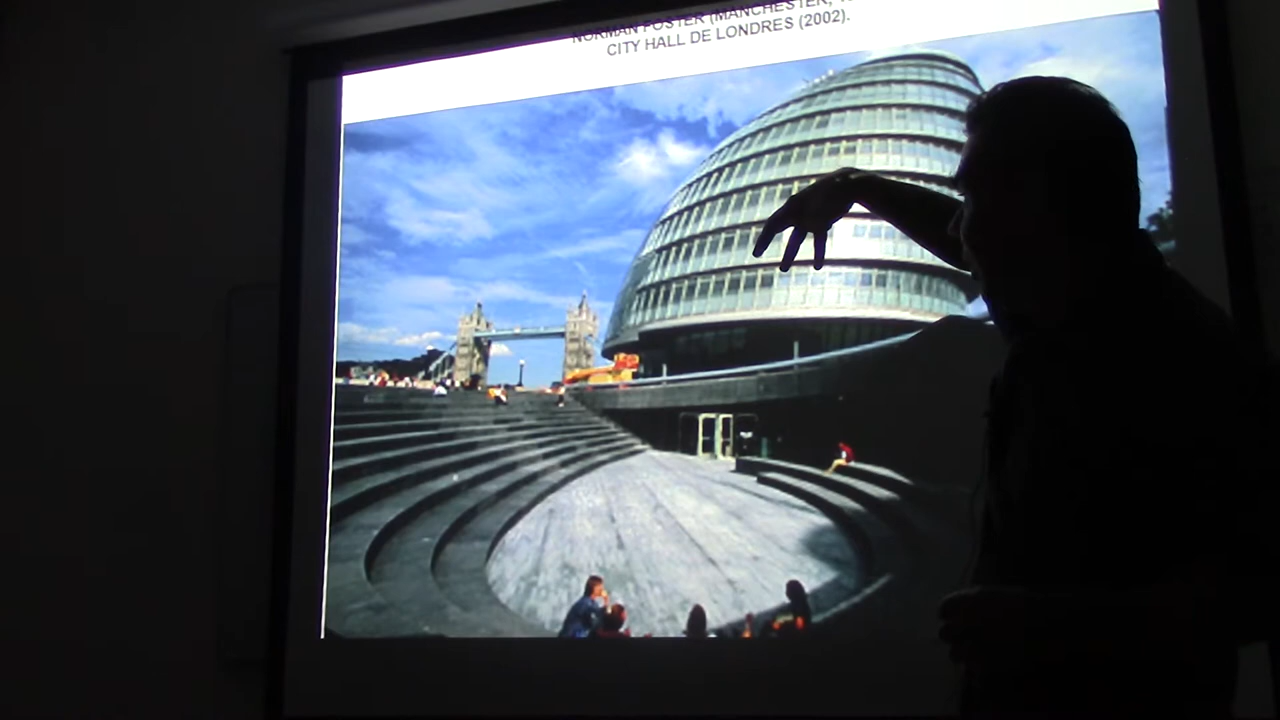 NORMAN FOSTER (MANCHESTER,
CITY HALL DE LONDRES (2002).